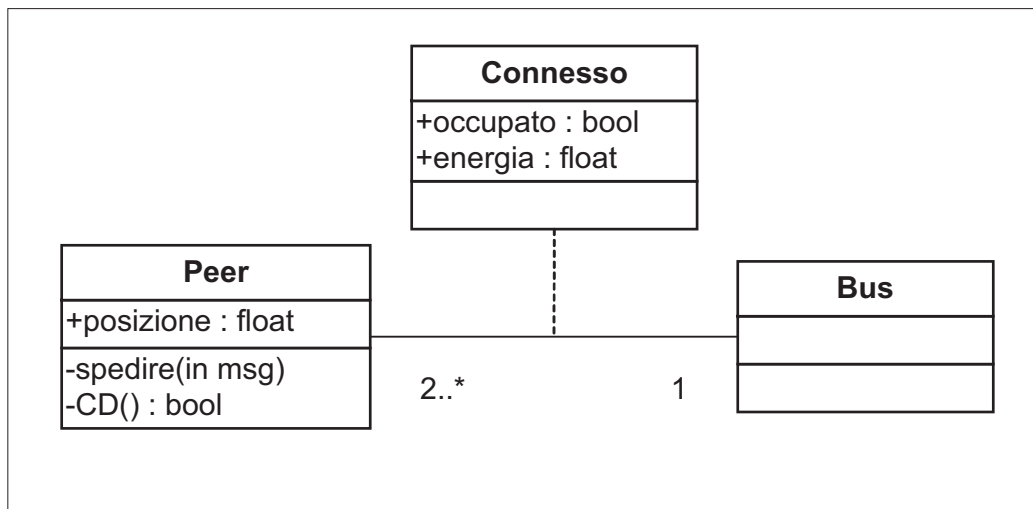 Connesso
+occupato : bool
+energia : float
Peer
+posizione : float
-spedire(in msg)
-CD() : bool
2..*
1
Bus